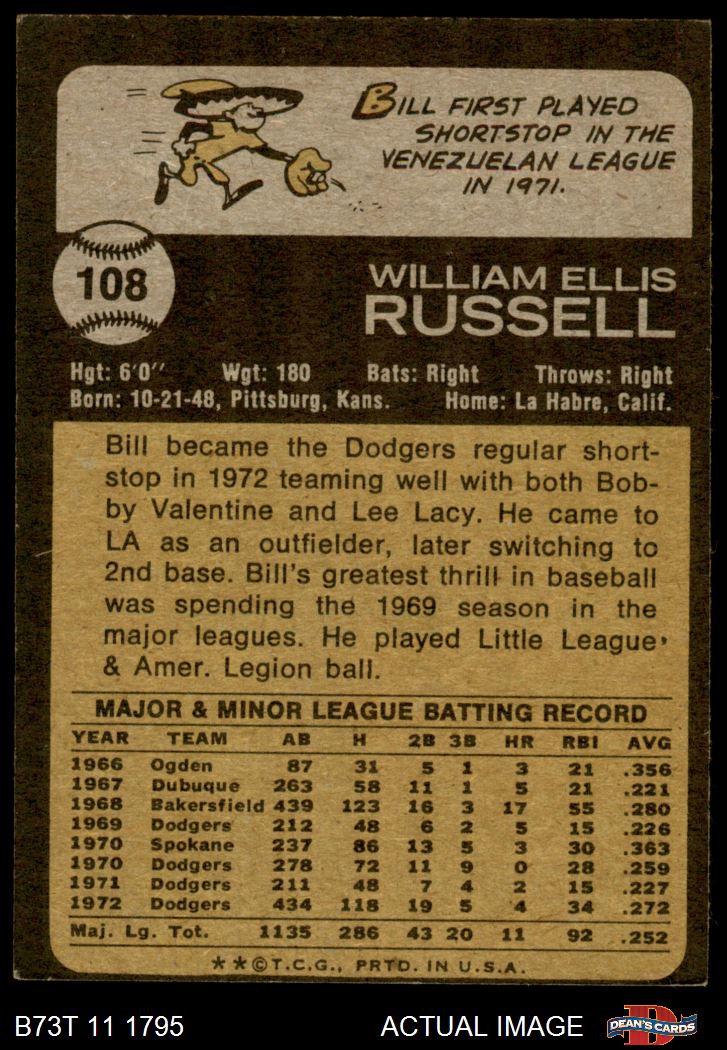 BILL FIRST PLAYED
SHORTSTOP IN THE
VENEZUELAN LEAGUE
IN 1971.
108
WILLIAM ELLIS
RUSSELL
Hgt: 6'0" Wgt: 180 Bats: Right Throws: Right
Born: 10-21-48, Pittsburg, Kans. Home: La Habre, Calif.
Bill became the Dodgers regular short-
stop in 1972 teaming well with both Bob-
by Valentine and Lee Lacy. He came to
LA as an outfielder, later switching to
2nd base. Bill's greatest thrill in baseball
was spending the 1969 season in the
major leagues. He played Little League
& Amer. Legion ball.
MAJOR & MINOR LEAGUE BATTING RECORD
YEAR TEAM AB H 2B 3B HR RBI AVG
1966 Ogden 87 31 5 1 3 21 .356
1967 Dubuque 263 58 11 1 5 21 .221
1968 Bakersfield 439 123 16 3 17 55 .280
1969 Dodgers 212 48 6 2 5 15 .226
1970 Spokane 237 86 13 5 3 30 .363
1970 Dodgers 278 72 11 9 0 28 .259
1971 Dodgers 211 48 7 4 2 15 .227
1972 Dodgers 434 118 19 5 4 34 .272
Maj. Lg. Tot. 1135 286 43 20 11 92 .252
**©T.C.G., PRTD. IN U.S.A.
B73T 11 1795 ACTUAL IMAGE DEAN'S CARDS